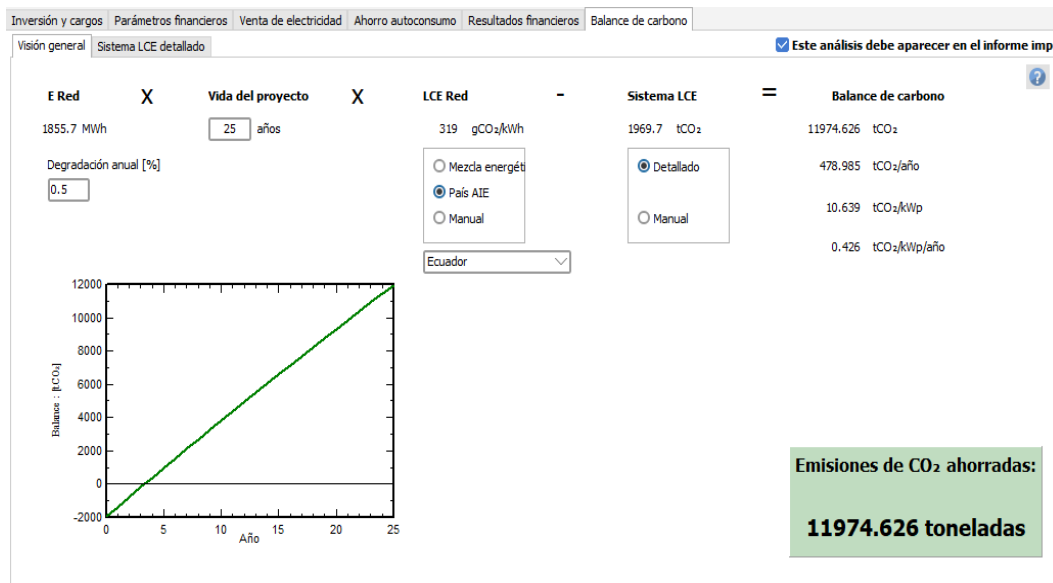 Inversión y cargos Parámetros financieros Venta de electricidad Ahorro autoconsumo Resultados financieros Balance de carbono
Visión general Sistema LCE detallado
Este análisis debe aparecer en el informe imp
?
E Red X Vida del proyecto X LCE Red - Sistema LCE = Balance de carbono
1855.7 MWh 25 años 319 gCO₂/kWh 1969.7 tCO₂ 11974.626 tCO₂
Degradación anual [%]
0.5
Mezcla energéti
País AIE
Manual
Ecuador
Detallado
Manual
478.985 tCO₂/año
10.639 tCO₂/kWp
0.426 tCO₂/kWp/año
12000
10000
8000
6000
4000
2000
0
-2000
Balance : [tCO₂]
0 5 10 15 20 25
Año
Emisiones de CO₂ ahorradas:
11974.626 toneladas